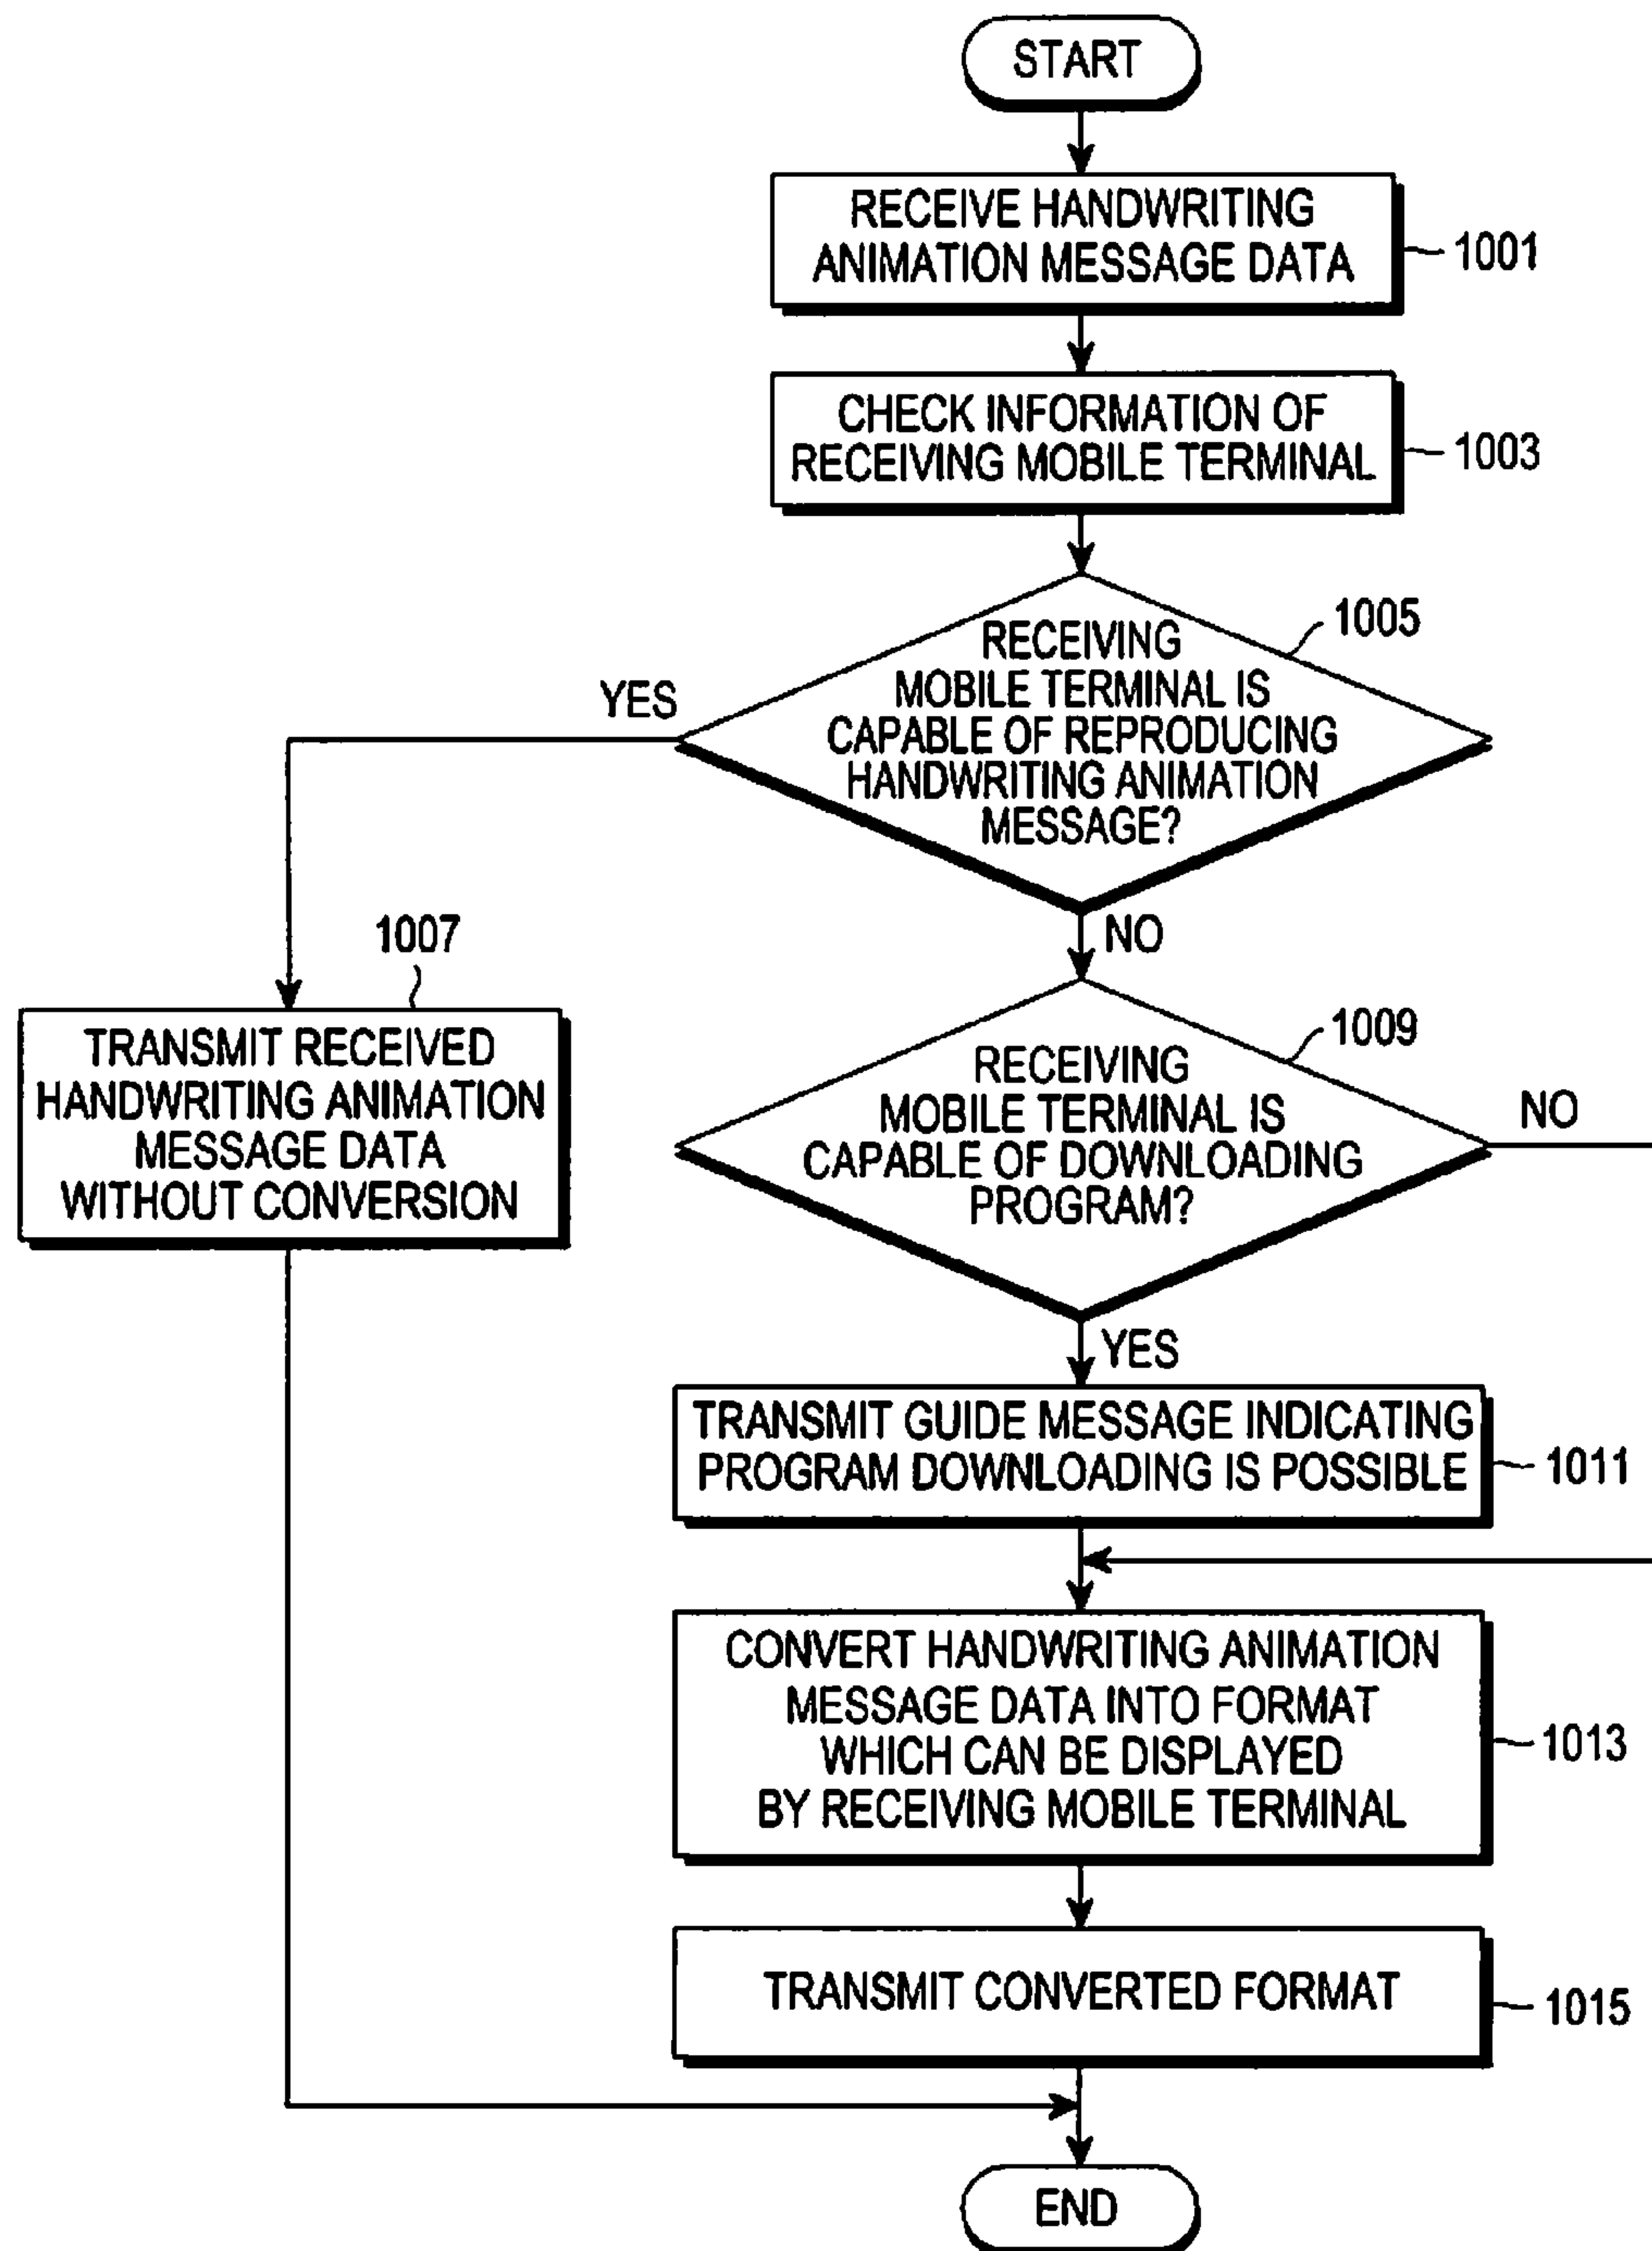 START
RECEIVE HANDWRITING
ANIMATION MESSAGE DATA
1001
CHECK INFORMATION OF
RECEIVING MOBILE TERMINAL
1003
RECEIVING
MOBILE TERMINAL IS
CAPABLE OF REPRODUCING
HANDWRITING ANIMATION
MESSAGE?
1005
YES
NO
1007
TRANSMIT RECEIVED
HANDWRITING ANIMATION
MESSAGE DATA
WITHOUT CONVERSION
RECEIVING
MOBILE TERMINAL IS
CAPABLE OF DOWNLOADING
PROGRAM?
1009
NO
YES
TRANSMIT GUIDE MESSAGE INDICATING
PROGRAM DOWNLOADING IS POSSIBLE
1011
CONVERT HANDWRITING ANIMATION
MESSAGE DATA INTO FORMAT
WHICH CAN BE DISPLAYED
BY RECEIVING MOBILE TERMINAL
1013
TRANSMIT CONVERTED FORMAT
1015
END